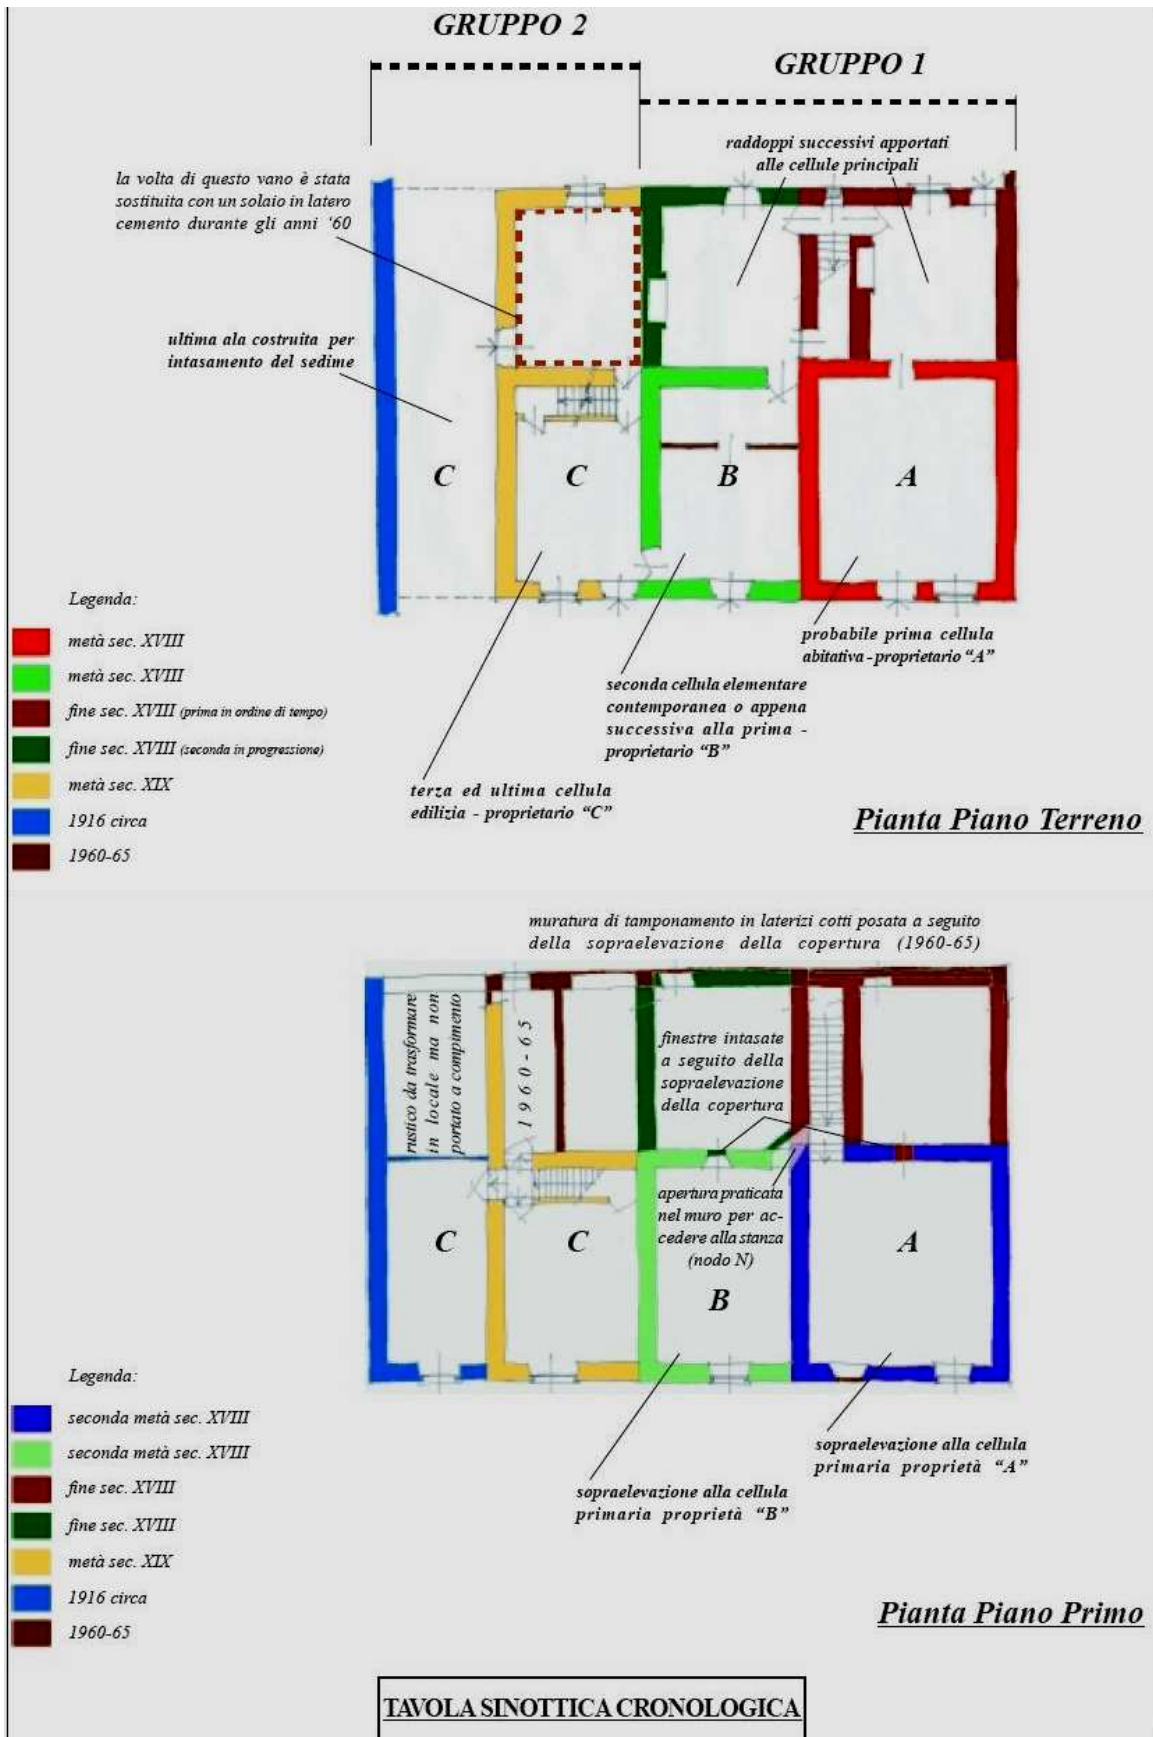 GRUPPO 2
GRUPPO 1
raddoppi successivi apportati
alle cellule principali
la volta di questo vano è stata
sostituita con un solaio in latero
cemento durante gli anni ‘60
ultima ala costruita per
intasamento del sedime
C
C
B
A
Legenda:
metà sec. XVIII
metà sec. XVIII
fine sec. XVIII (prima in ordine di tempo)
fine sec. XVIII (seconda in progressione)
metà sec. XIX
1916 circa
1960-65
probabile prima cellula
abitativa - proprietario “A”
seconda cellula elementare
contemporanea o appena
successiva alla prima -
proprietario “B”
terza ed ultima cellula
edilizia - proprietario “C”
Pianta Piano Terreno
muratura di tamponamento in laterizi cotti posata a seguito
della sopraelevazione della copertura (1960-65)
rustico da trasformare
in locale ma non
portato a compimento
1960-65
finestre intasate
a seguito della
sopraelevazione
della copertura
apertura praticata
nel muro per ac-
cedere alla stanza
(nodo N)
C
C
B
A
Legenda:
seconda metà sec. XVIII
seconda metà sec. XVIII
fine sec. XVIII
fine sec. XVIII
metà sec. XIX
1916 circa
1960-65
sopraelevazione alla cellula
primaria proprietà “A”
sopraelevazione alla cellula
primaria proprietà “B”
Pianta Piano Primo
TAVOLA SINOTTICA CRONOLOGICA